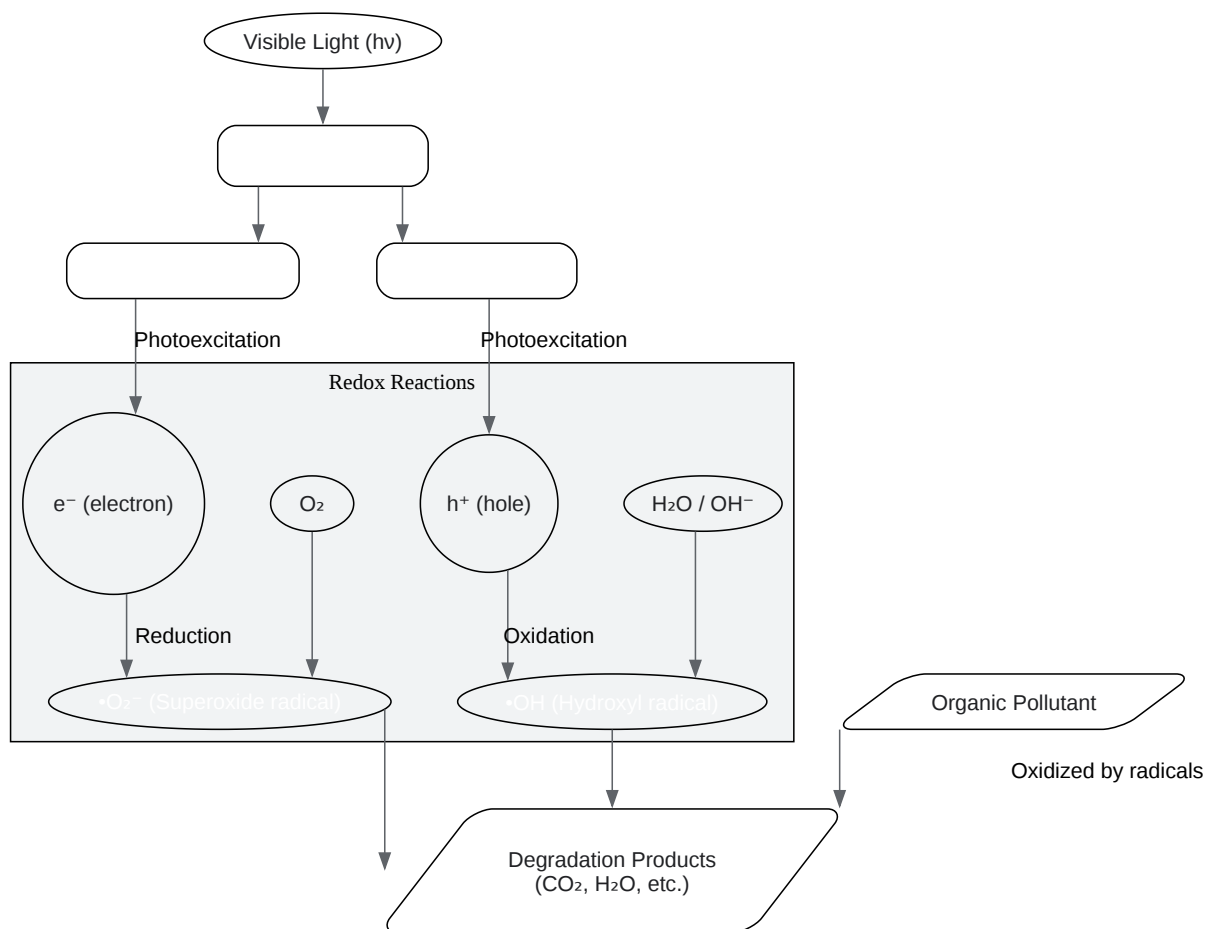 Visible Light (hν)
Photoexcitation
Photoexcitation
Redox Reactions
e⁻ (electron)
O₂
h⁺ (hole)
H₂O / OH⁻
Reduction
Oxidation
•O₂⁻ (Superoxide radical)
•OH (Hydroxyl radical)
Organic Pollutant
Oxidized by radicals
Degradation Products
(CO₂, H₂O, etc.)